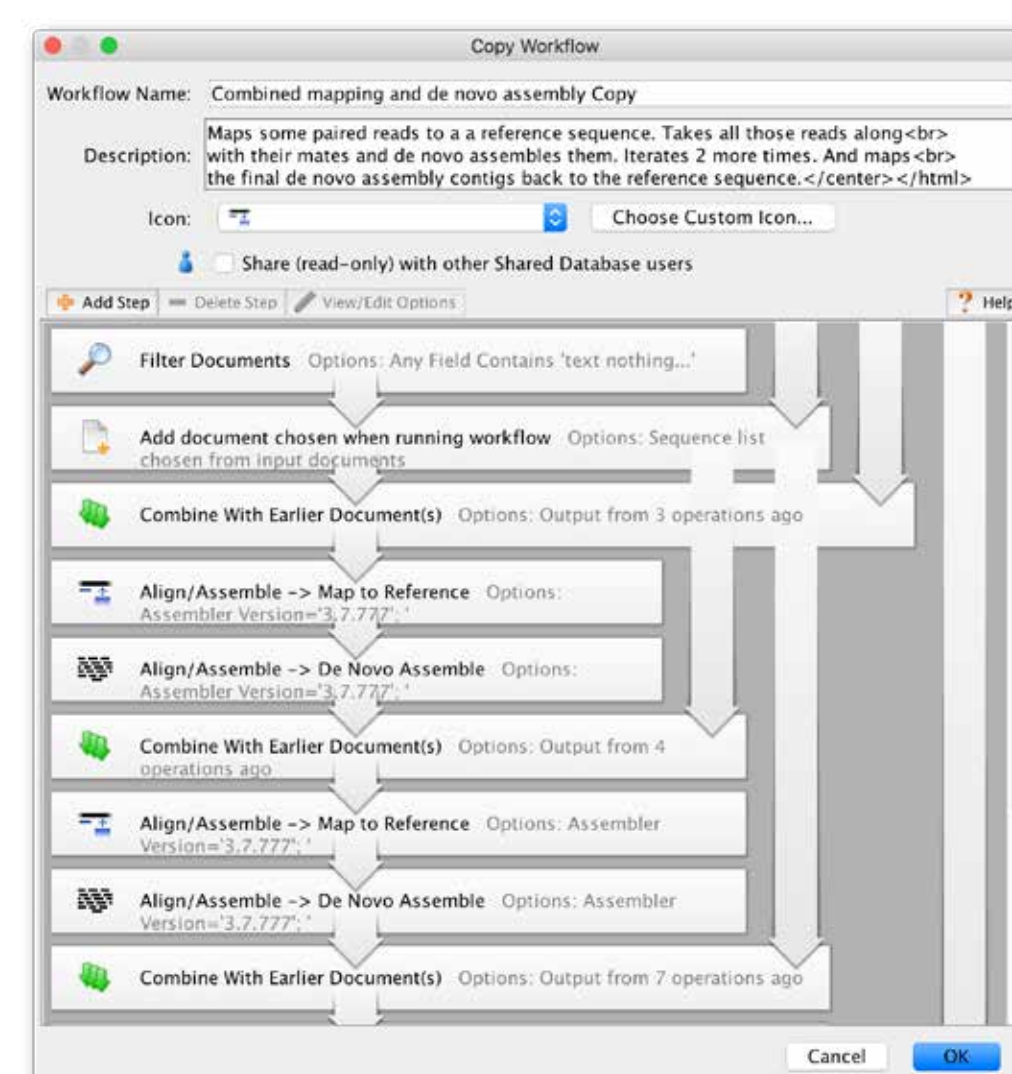 Copy Workflow
Workflow Name: Combined mapping and de novo assembly Copy
Description: Maps some paired reads to a a reference sequence. Takes all those reads along<br>
with their mates and de novo assembles them. Iterates 2 more times. And maps<br>
the final de novo assembly contigs back to the reference sequence.</center></html>
Icon: Choose Custom Icon...
Share (read-only) with other Shared Database users
Add Step Delete Step View/Edit Options ? Help
Filter Documents Options: Any Field Contains 'text nothing...'
Add document chosen when running workflow Options: Sequence list
chosen from input documents
Combine With Earlier Document(s) Options: Output from 3 operations ago
Align/Assemble -> Map to Reference Options:
Assembler Version='3.7.777'; '
Align/Assemble -> De Novo Assemble Options:
Assembler Version='3.7.777'; '
Combine With Earlier Document(s) Options: Output from 4
operations ago
Align/Assemble -> Map to Reference Options: Assembler
Version='3.7.777'; '
Align/Assemble -> De Novo Assemble Options: Assembler
Version='3.7.777'; '
Combine With Earlier Document(s) Options: Output from 7 operations ago
Cancel OK